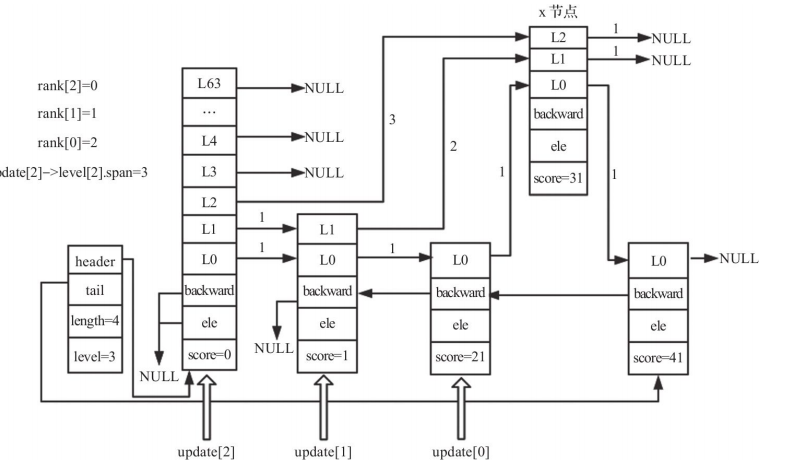 x 节点
L2
1
NULL
L1
1
NULL
L0
backward
ele
score=31
rank[2]=0
rank[1]=1
rank[0]=2
date[2]->level[2].span=3
L63
NULL
...
L4
NULL
L3
NULL
L2
3
2
1
1
L1
1
L1
L0
1
L0
1
L0
L0
NULL
header
tail
length=4
level=3
backward
ele
score=0
NULL
backward
ele
score=1
NULL
backward
ele
score=21
backward
ele
score=41
update[2]
update[1]
update[0]